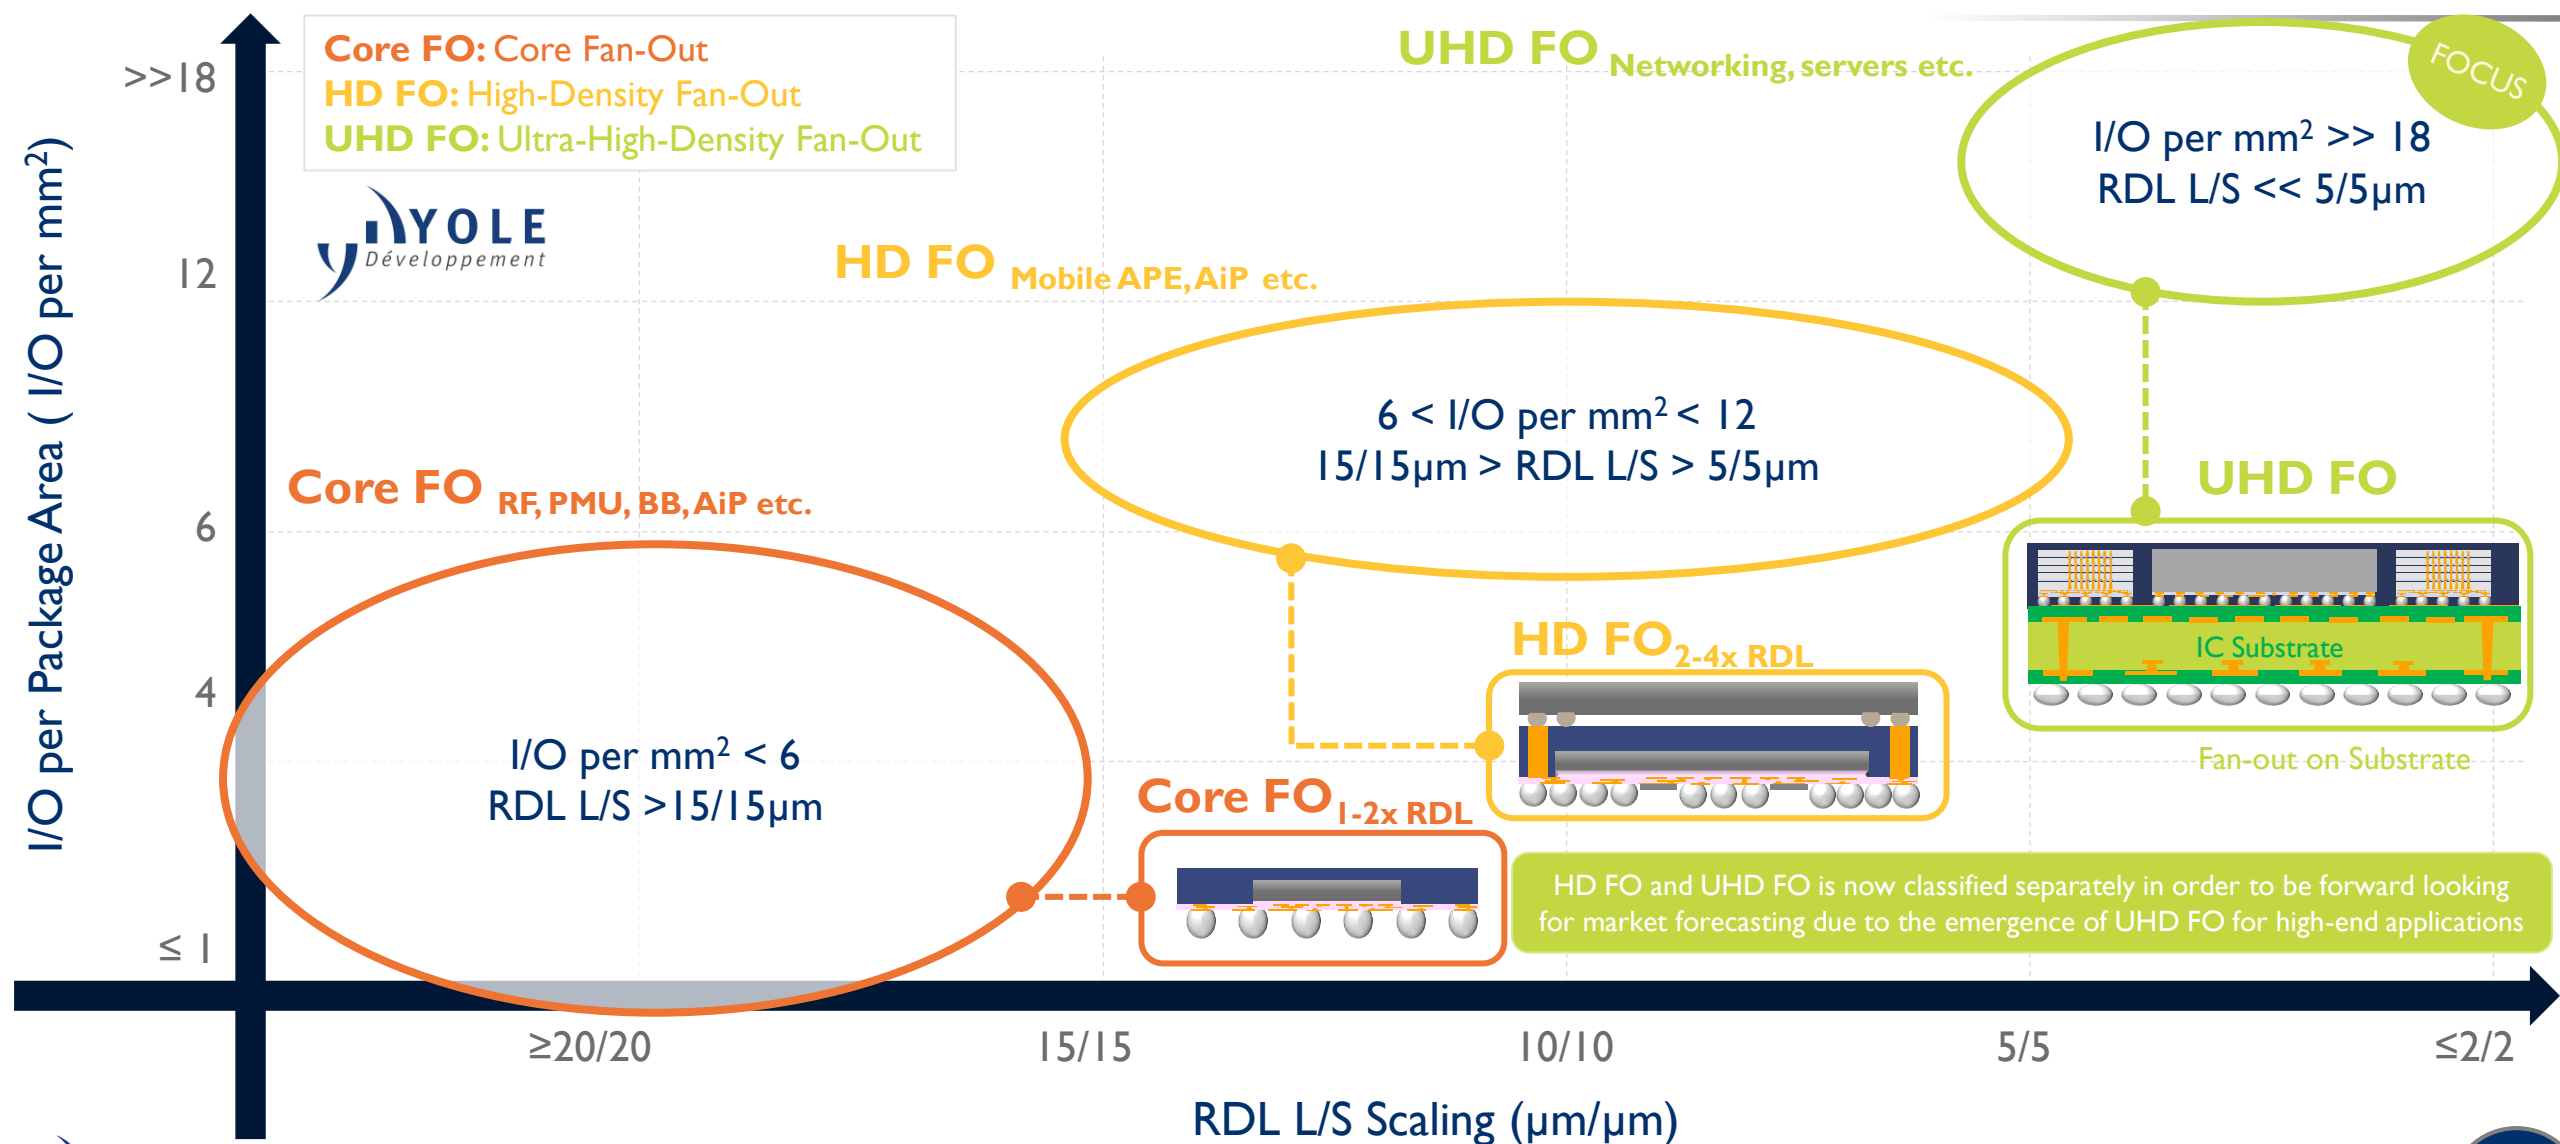 Core FO: Core Fan-Out
HD FO: High-Density Fan-Out
UHD FO: Ultra-High-Density Fan-Out
YOLE
Développement
UHD FO Networking, servers etc.
FOCUS
I/O per mm² >> 18
RDL L/S << 5/5µm
HD FO Mobile APE, AiP etc.
6 < I/O per mm² < 12
15/15µm > RDL L/S > 5/5µm
Core FO RF, PMU, BB, AiP etc.
I/O per mm² < 6
RDL L/S >15/15µm
UHD FO
IC Substrate
Fan-out on Substrate
HD FO 2-4x RDL
Core FO 1-2x RDL
HD FO and UHD FO is now classified separately in order to be forward looking
for market forecasting due to the emergence of UHD FO for high-end applications
I/O per Package Area ( I/O per mm²)
>>18
12
6
4
≤ 1
≥20/20
15/15
10/10
5/5
≤2/2
RDL L/S Scaling (µm/µm)